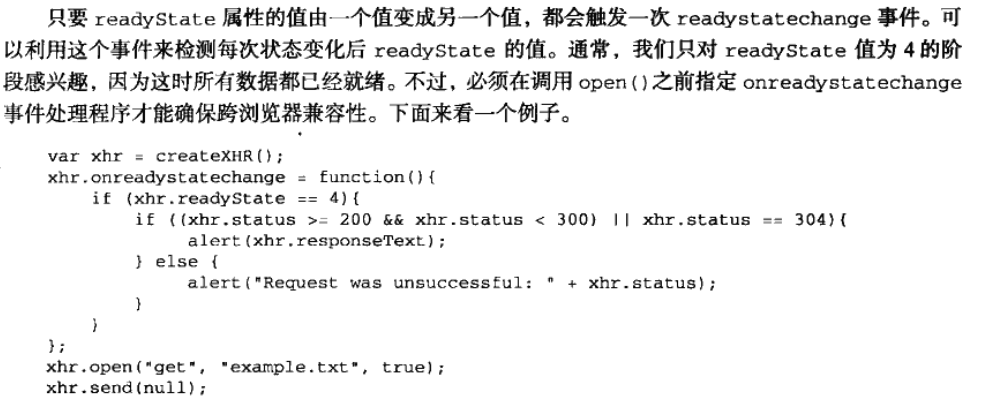 只要 readyState 属性的值由一个值变成另一个值，都会触发一次 readystatechange 事件。可
以利用这个事件来检测每次状态变化后 readyState 的值。通常，我们只对 readyState 值为 4 的阶
段感兴趣，因为这时所有数据都已经就绪。不过，必须在调用 open()之前指定 onreadystatechange
事件处理程序才能确保跨浏览器兼容性。下面来看一个例子。
var xhr = createXHR();
xhr.onreadystatechange = function(){
    if (xhr.readyState == 4){
        if ((xhr.status >= 200 && xhr.status < 300) || xhr.status == 304){
            alert(xhr.responseText);
        } else {
            alert("Request was unsuccessful: " + xhr.status);
        }
    }
};
xhr.open("get", "example.txt", true);
xhr.send(null);